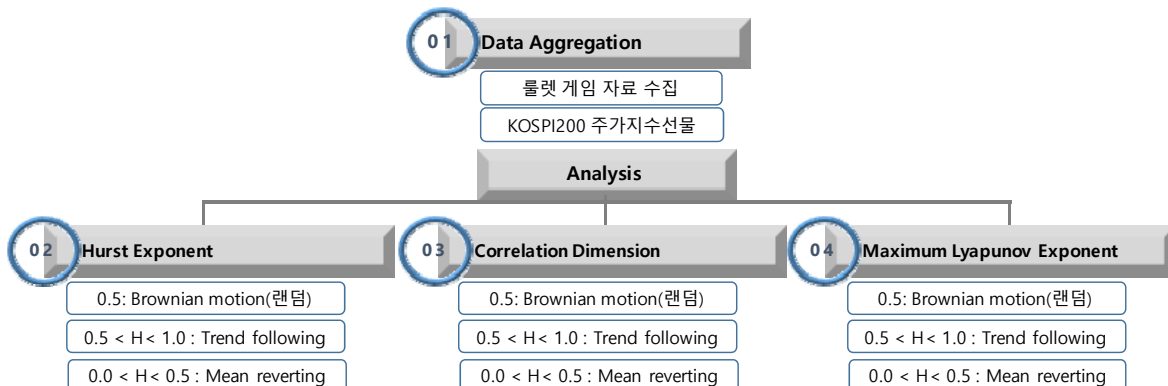 01 Data Aggregation
룰렛 게임 자료 수집
KOSPI200 주가지수선물
Analysis
02 Hurst Exponent
0.5: Brownian motion(랜덤)
0.5 < H< 1.0 : Trend following
0.0 < H< 0.5 : Mean reverting
03 Correlation Dimension
0.5: Brownian motion(랜덤)
0.5 < H< 1.0 : Trend following
0.0 < H< 0.5 : Mean reverting
04 Maximum Lyapunov Exponent
0.5: Brownian motion(랜덤)
0.5 < H< 1.0 : Trend following
0.0 < H< 0.5 : Mean reverting